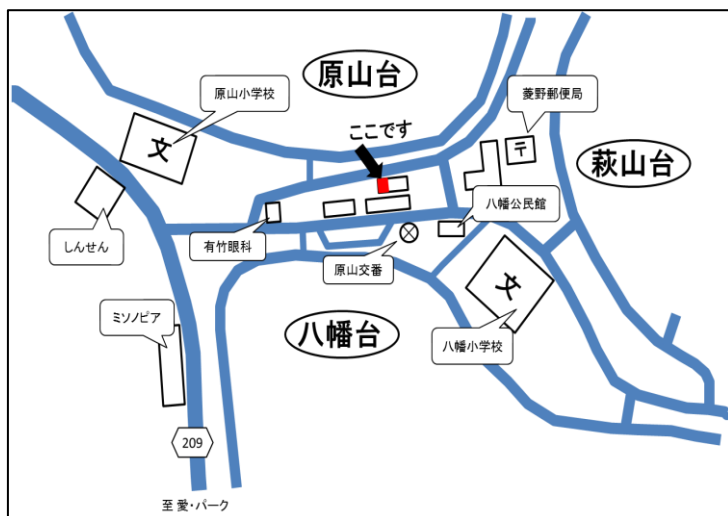 原山台
原山小学校
菱野郵便局
ここです
文
〒
萩山台
八幡公民館
しんせん
有竹眼科
原山交番
文
ミソノピア
八幡台
八幡小学校
209
至 愛・パーク